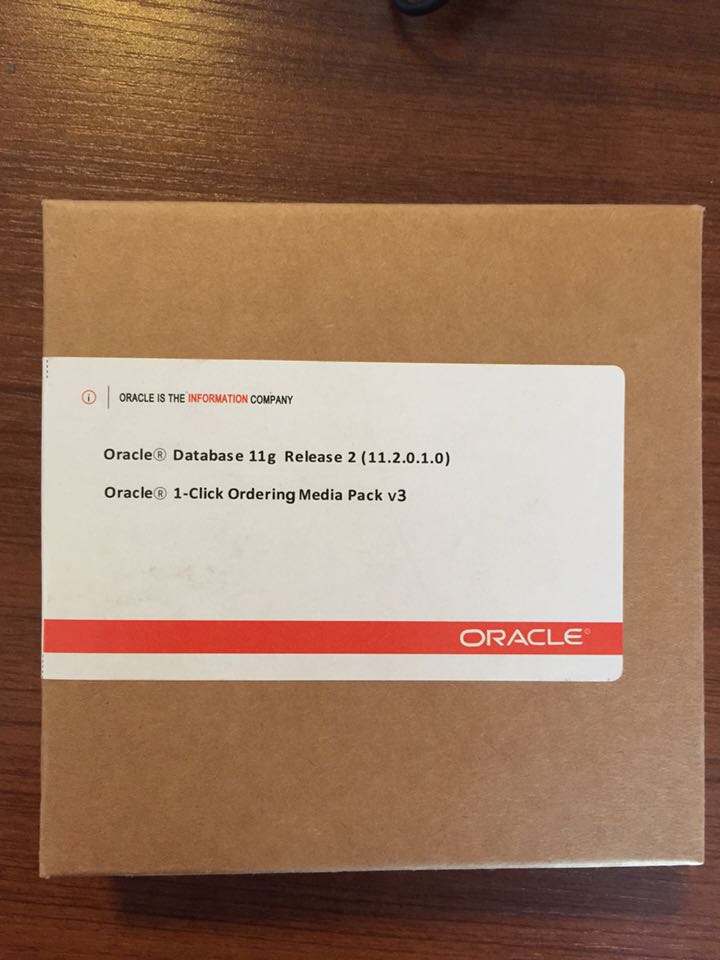 ORACLE IS THE INFORMATION COMPANY
Oracle® Database 11g Release 2 (11.2.0.1.0)
Oracle® 1-Click Ordering Media Pack v3
ORACLE®